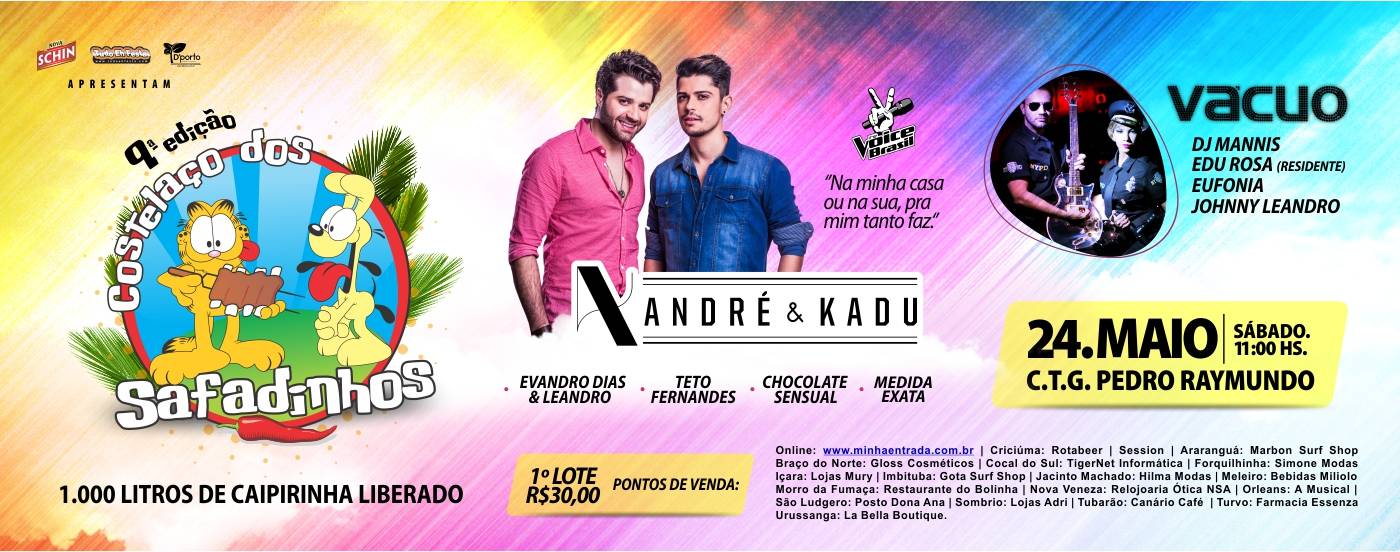 NOVA
SCHIN
D'porto
APRESENTAM
9ª edição
Costelaço dos
Safadinhos
1.000 LITROS DE CAIPIRINHA LIBERADO
The Voice
Brasil
"Na minha casa
ou na sua, pra
mim tanto faz."
ANDRÉ & KADU
• EVANDRO DIAS
& LEANDRO
• TETO
FERNANDES
• CHOCOLATE
SENSUAL
• MEDIDA
EXATA
NYPD
vácuo
DJ MANNIS
EDU ROSA (RESIDENTE)
EUFONIA
JOHNNY LEANDRO
24.MAIO
SÁBADO.
11:00 HS.
C.T.G. PEDRO RAYMUNDO
1º LOTE
R$30,00
PONTOS DE VENDA:
Online: www.minhaentrada.com.br | Criciúma: Rotabeer | Session | Araranguá: Marbon Surf Shop
Braço do Norte: Gloss Cosméticos | Cocal do Sul: TigerNet Informática | Forquilhinha: Simone Modas
Içara: Lojas Mury | Imbituba: Gota Surf Shop | Jacinto Machado: Hilma Modas | Meleiro: Bebidas Miliolo
Morro da Fumaça: Restaurante do Bolinha | Nova Veneza: Relojoaria Ótica NSA | Orleans: A Musical |
São Ludgero: Posto Dona Ana | Sombrio: Lojas Adri | Tubarão: Canário Café | Turvo: Farmacia Essenza
Urussanga: La Bella Boutique.